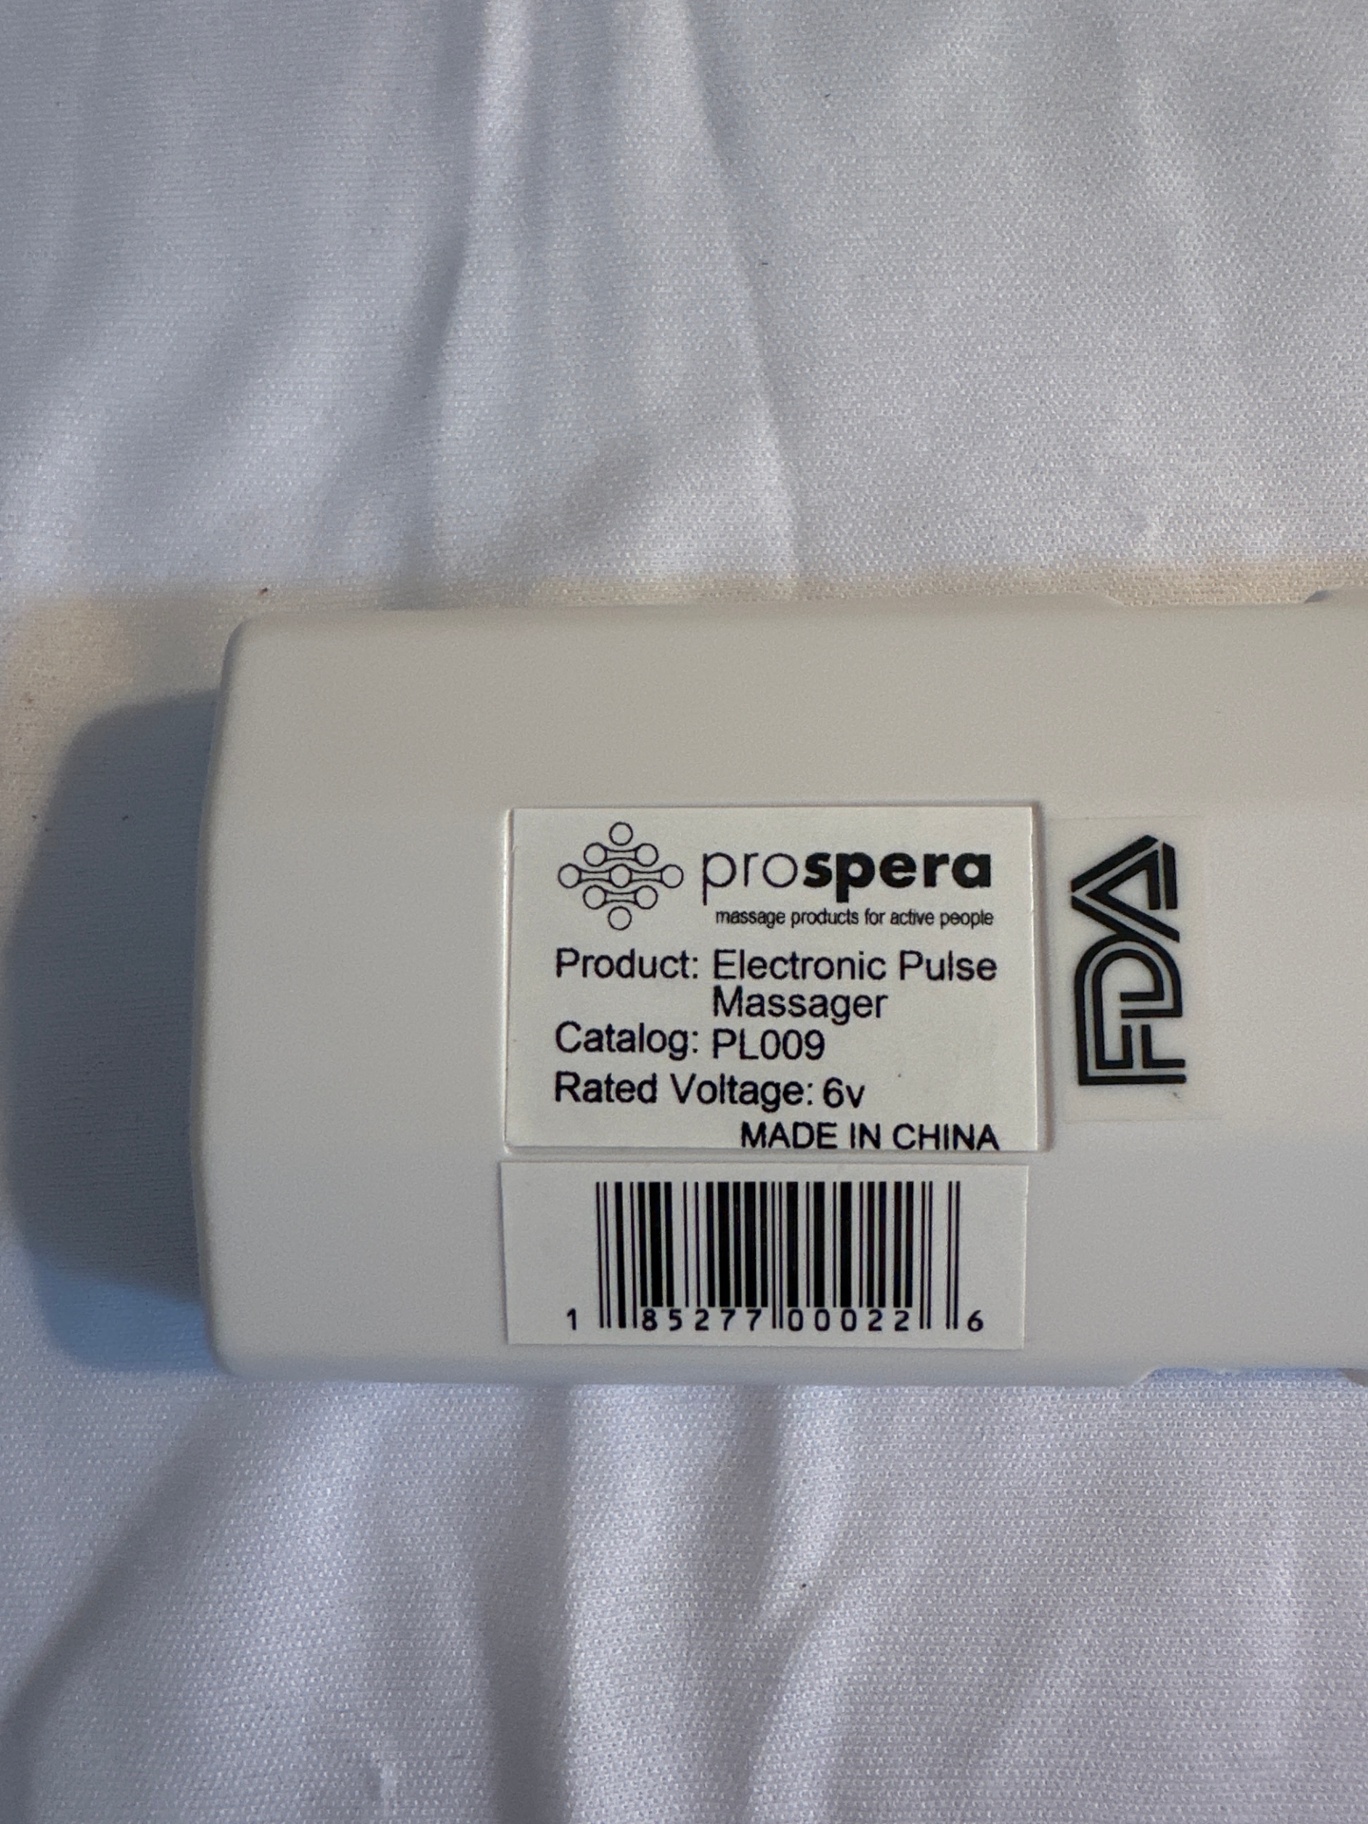 prospera
massage products for active people
Product: Electronic Pulse
Massager
Catalog: PL009
Rated Voltage: 6v
MADE IN CHINA
FDA
1 85277 00022 6